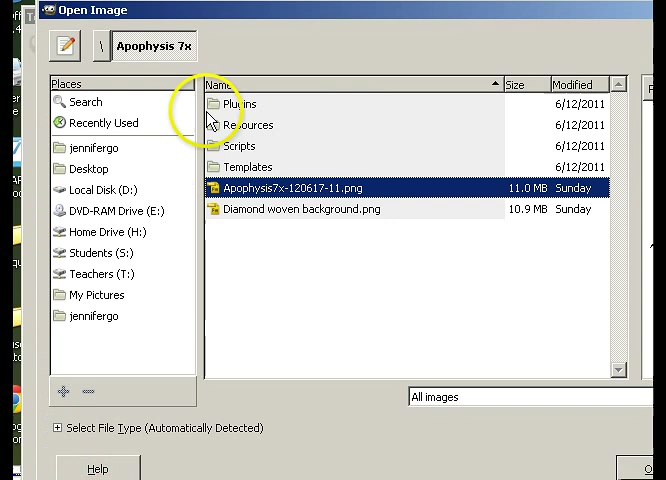 Open Image
\ Apophysis 7x
Places
Search
Recently Used
jennifergo
Desktop
Local Disk (D:)
DVD-RAM Drive (E:)
Home Drive (H:)
Students (S:)
Teachers (T:)
My Pictures
jennifergo
Name Size Modified
Plugins 6/12/2011
Resources 6/12/2011
Scripts 6/12/2011
Templates 6/12/2011
Apophysis7x-120617-11.png 11.0 MB Sunday
Diamond woven background.png 10.9 MB Sunday
All images
Select File Type (Automatically Detected)
Help